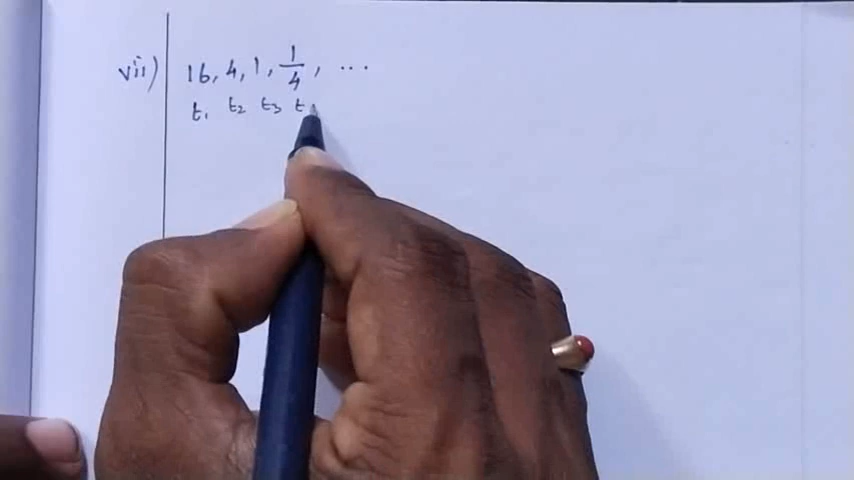 vii) 16, 4, 1, 1/4, ...
t₁ t₂ t₃ t